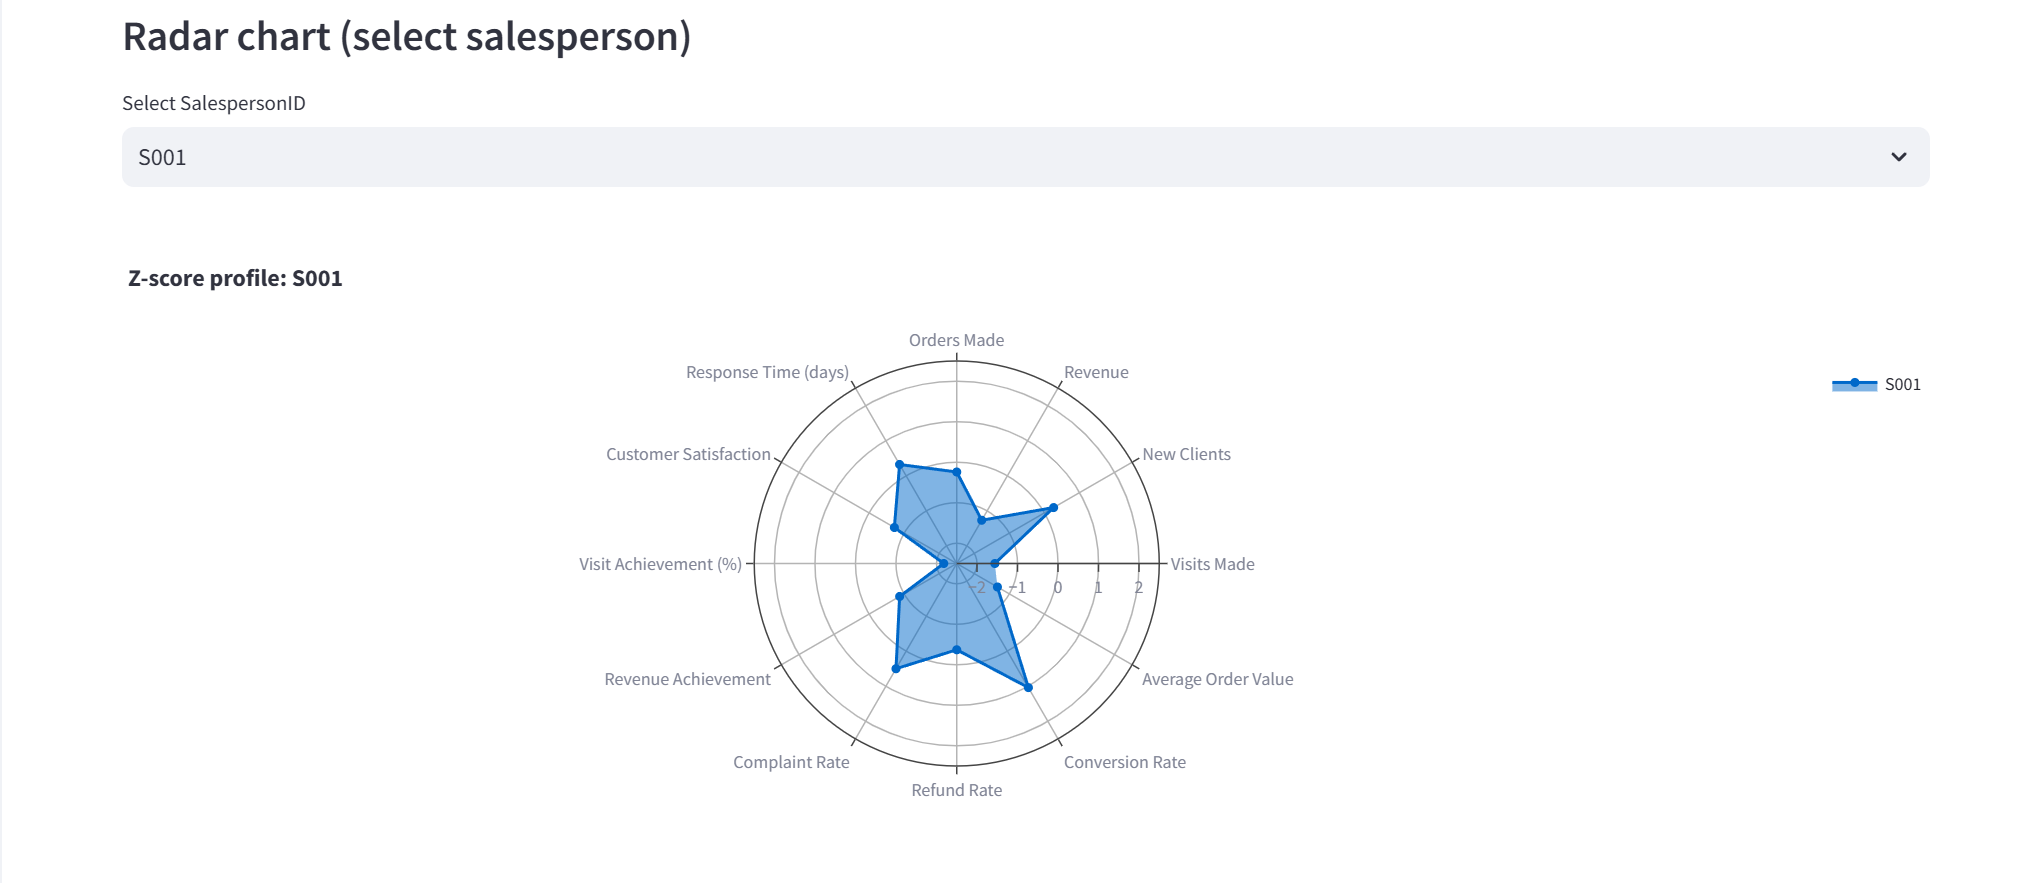 Radar chart (select salesperson)
Select SalespersonID
S001
Z-score profile: S001
Orders Made
Response Time (days)
Revenue
S001
Customer Satisfaction
New Clients
Visit Achievement (%)
Visits Made
−2
−1
0
1
2
Revenue Achievement
Average Order Value
Complaint Rate
Conversion Rate
Refund Rate